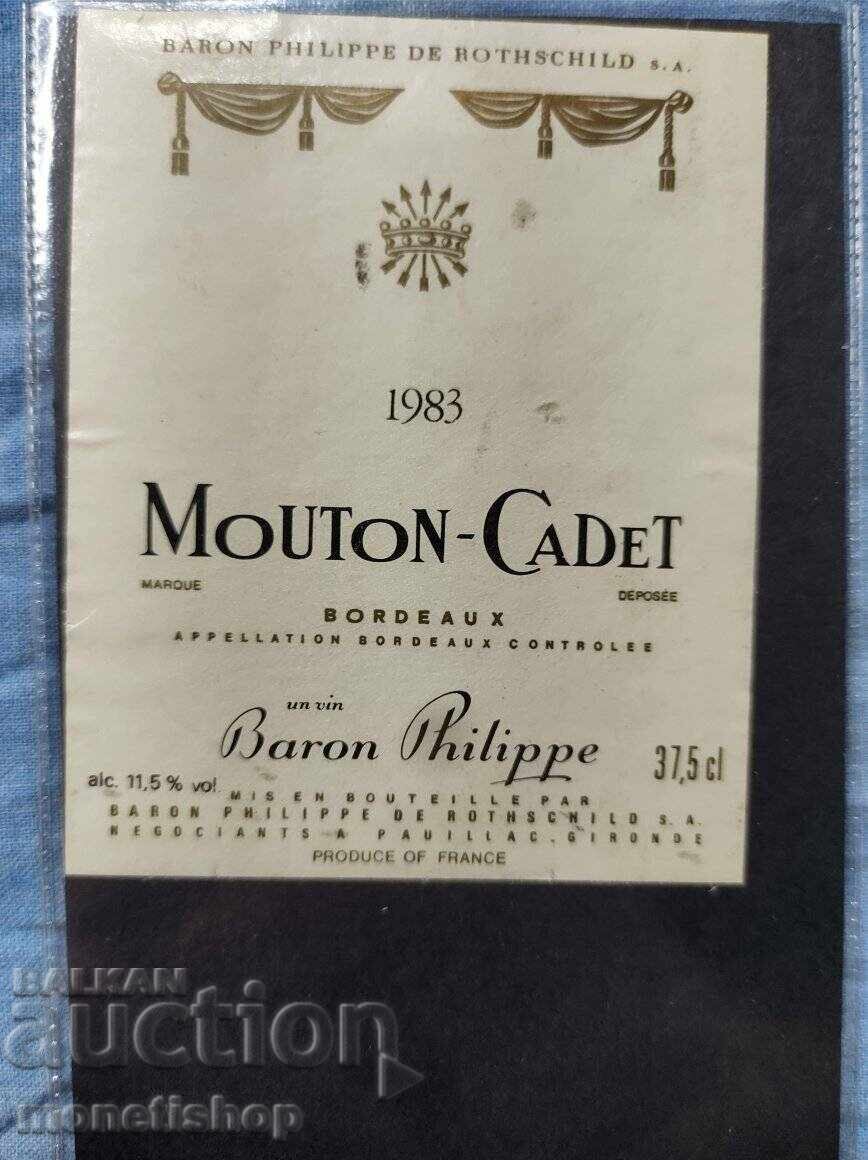 BARON PHILIPPE DE ROTHSCHILD S.A.
1983
MOUTON-CADET
MARQUE DEPOSÉE
BORDEAUX
APPELLATION BORDEAUX CONTROLEE
un vin
Baron Philippe
37,5 cl
alc. 11,5 % vol.
MIS EN BOUTEILLE PAR
BARON PHILIPPE DE ROTHSCHILD S.A.
NEGOCIANTS A PAUILLAC.GIRONDE
PRODUCE OF FRANCE
BALKAN
auction
monetishop